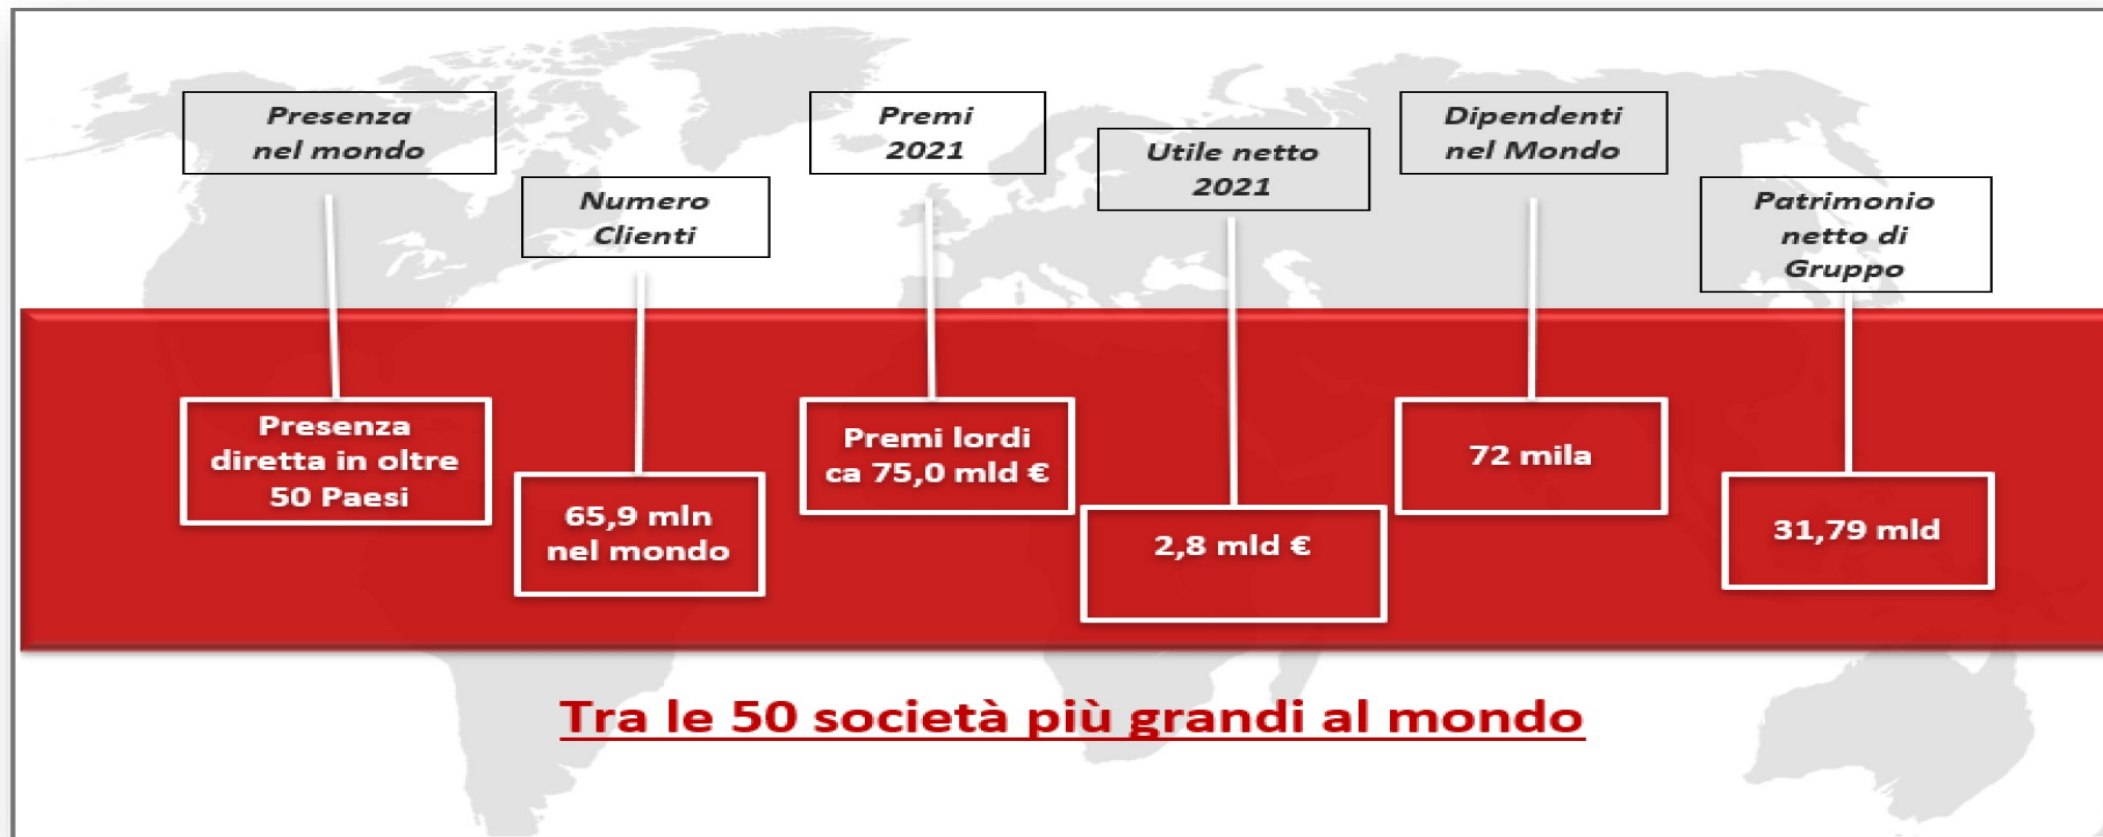 Presenza
nel mondo
Presenza
diretta in oltre
50 Paesi
Numero
Clienti
65,9 mln
nel mondo
Premi
2021
Premi lordi
ca 75,0 mld €
Utile netto
2021
2,8 mld €
Dipendenti
nel Mondo
72 mila
Patrimonio
netto di
Gruppo
31,79 mld
Tra le 50 società più grandi al mondo